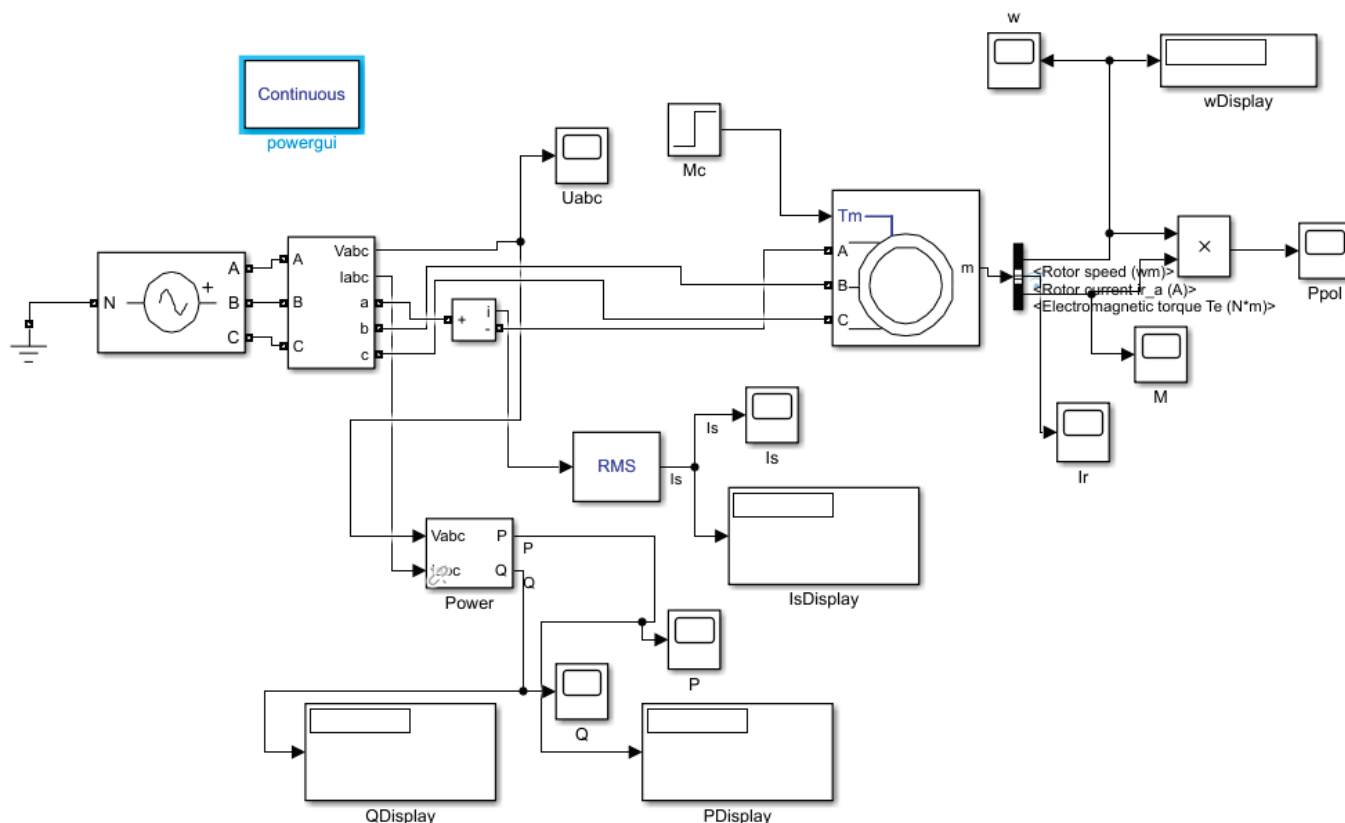 w
Continuous
powergui
wDisplay
Uabc
Mc
Tm
A
B
C
m
N
+
A
B
C
A
B
C
Vabc
Iabc
a
b
c
+
i
-
×
Ppol
<Rotor speed (wm)>
<Rotor current ir_a (A)>
<Electromagnetic torque Te (N*m)>
M
Ir
RMS
Is
Is
Is
IsDisplay
Vabc
P
P
Q
Q
Power
P
Q
QDisplay
PDisplay